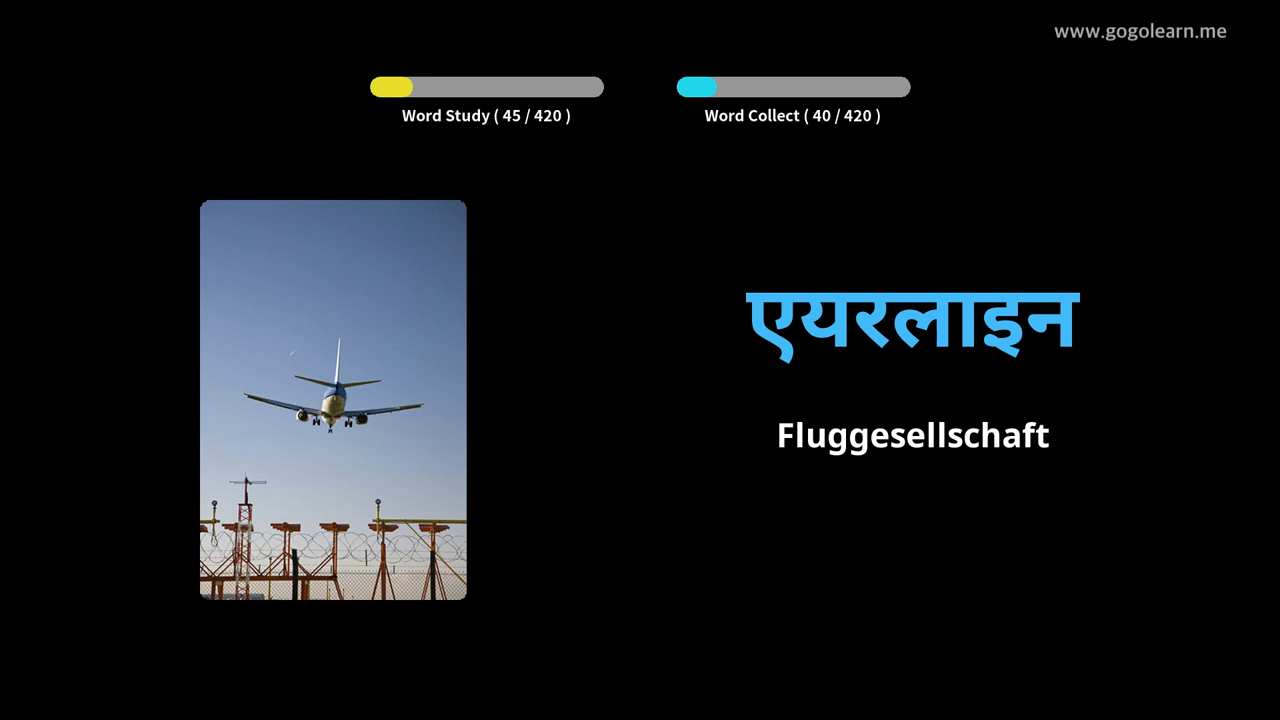 www.gogolearn.me
Word Study ( 45 / 420 )
Word Collect ( 40 / 420 )
एयरलाइन
Fluggesellschaft